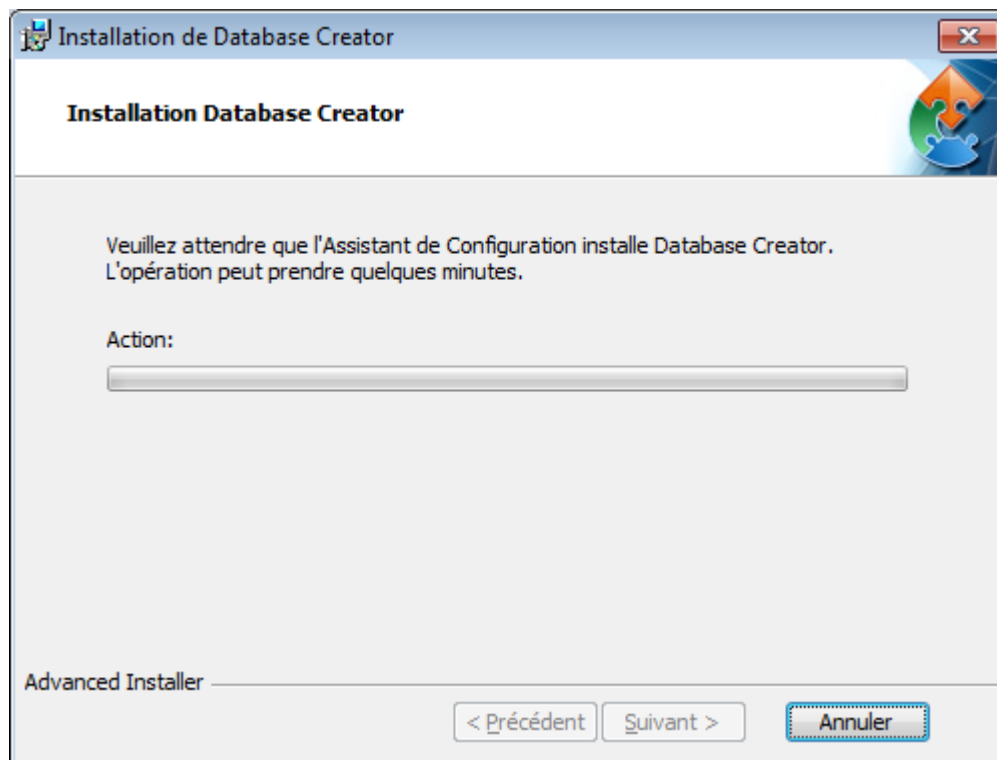 Installation de Database Creator
Installation Database Creator
Veuillez attendre que l'Assistant de Configuration installe Database Creator.
L'opération peut prendre quelques minutes.
Action:
Advanced Installer
< Précédent
Suivant >
Annuler